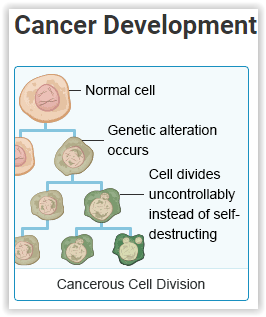 Cancer Development
Normal cell
Genetic alteration
occurs
Cell divides
uncontrollably
instead of self-
destructing
Cancerous Cell Division